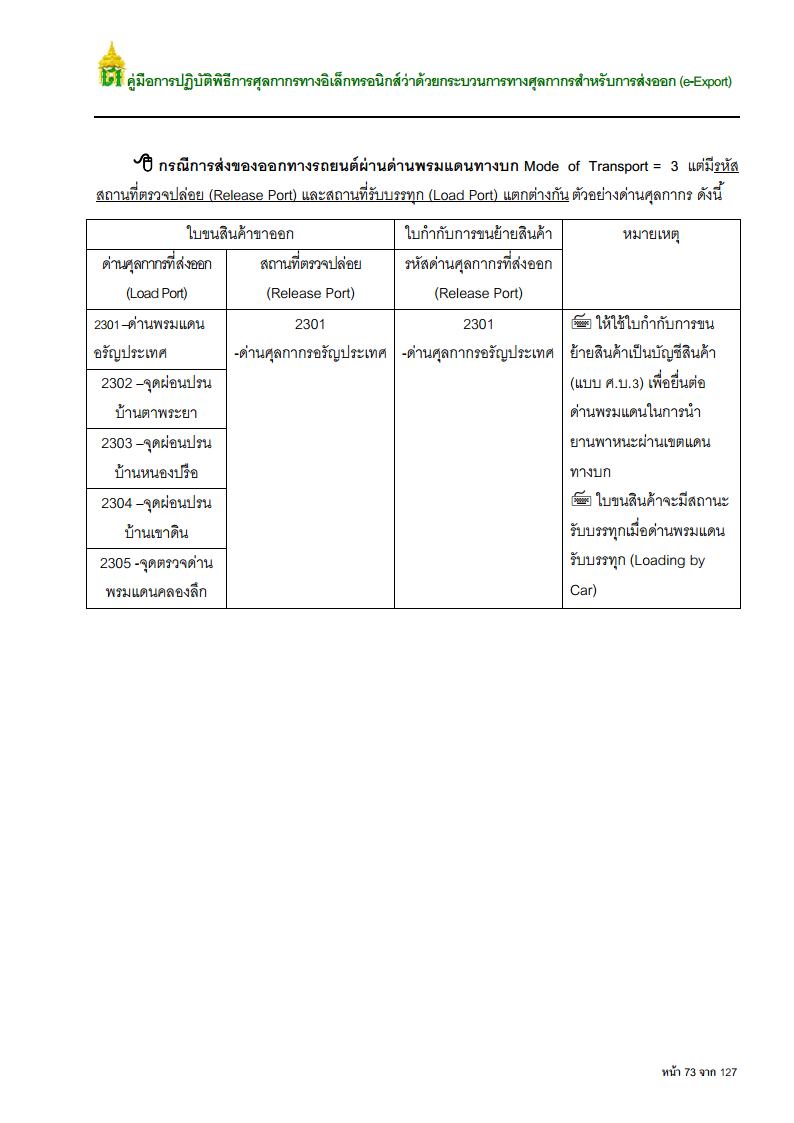 คู่มือการปฏิบัติพิธีการศุลกากรทางอิเล็กทรอนิกส์ว่าด้วยกระบวนการทางศุลกากรสำหรับการส่งออก (e-Export)
กรณีการส่งของออกทางรถยนต์ผ่านด่านพรมแดนทางบก Mode of Transport = 3 แต่มีรหัส
สถานที่ตรวจปล่อย (Release Port) และสถานที่รับบรรทุก (Load Port) แตกต่างกัน ตัวอย่างด่านศุลกากร ดังนี้
ใบขนสินค้าขาออก
ด่านศุลกากรที่ส่งออก
(Load Port)
สถานที่ตรวจปล่อย
(Release Port)
ใบกำกับการขนย้ายสินค้า
รหัสด่านศุลกากรที่ส่งออก
(Release Port)
หมายเหตุ
2301 –ด่านพรมแดน
อรัญประเทศ
2302 –จุดผ่อนปรน
บ้านตาพระยา
2303 –จุดผ่อนปรน
บ้านหนองปรือ
2304 –จุดผ่อนปรน
บ้านเขาดิน
2305 -จุดตรวจด่าน
พรมแดนคลองลึก
2301
-ด่านศุลกากรอรัญประเทศ
2301
-ด่านศุลกากรอรัญประเทศ
ให้ใช้ใบกำกับการขน
ย้ายสินค้าเป็นบัญชีสินค้า
(แบบ ศ.บ.3) เพื่อยื่นต่อ
ด่านพรมแดนในการนำ
ยานพาหนะผ่านเขตแดน
ทางบก
ใบขนสินค้าจะมีสถานะ
รับบรรทุกเมื่อด่านพรมแดน
รับบรรทุก (Loading by
Car)
หน้า 73 จาก 127